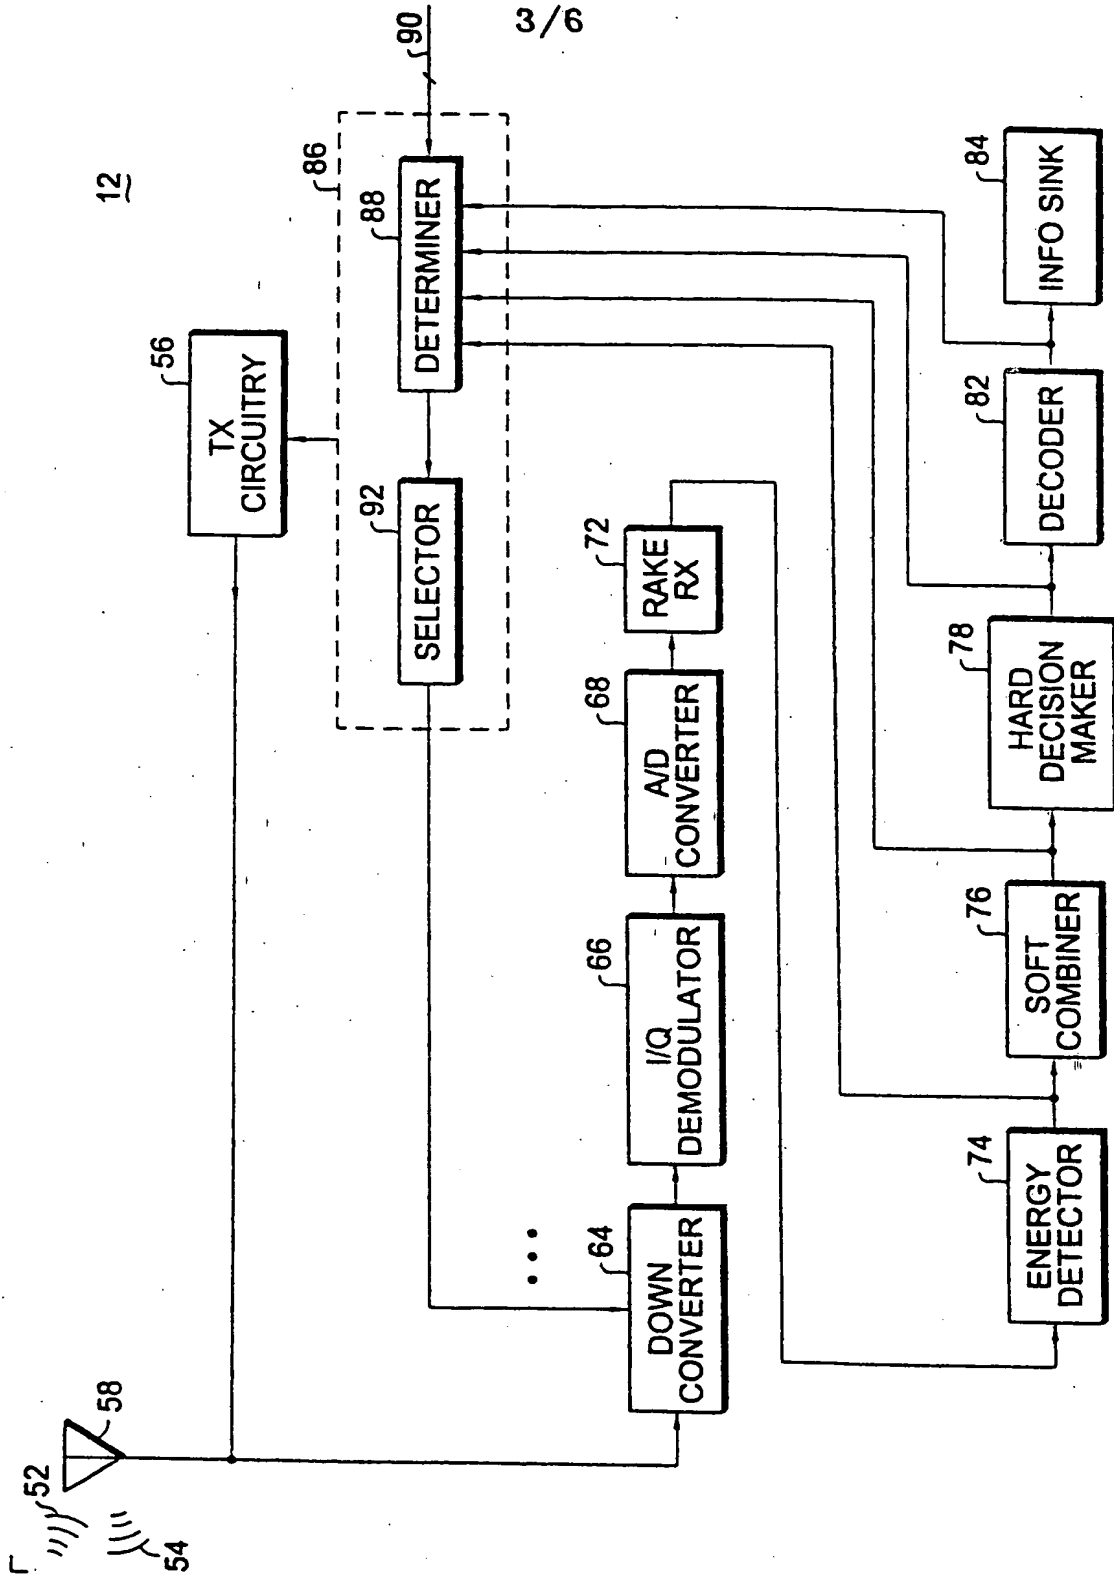 3/6
12
52
54
58
TX
CIRCUITRY
56
86
SELECTOR
92
DETERMINER
88
90
DOWN
CONVERTER
64
I/Q
DEMODULATOR
66
A/D
CONVERTER
68
RAKE
RX
72
ENERGY
DETECTOR
74
SOFT
COMBINER
76
HARD
DECISION
MAKER
78
DECODER
82
INFO SINK
84